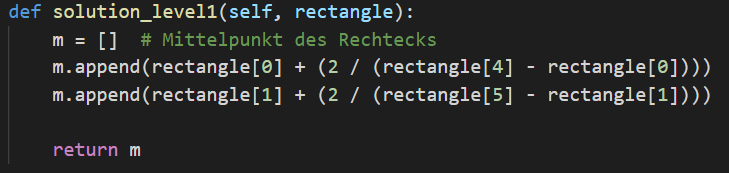 def solution_level1(self, rectangle):
    m = []  # Mittelpunkt des Rechtecks
    m.append(rectangle[0] + (2 / (rectangle[4] - rectangle[0])))
    m.append(rectangle[1] + (2 / (rectangle[5] - rectangle[1])))
    return m